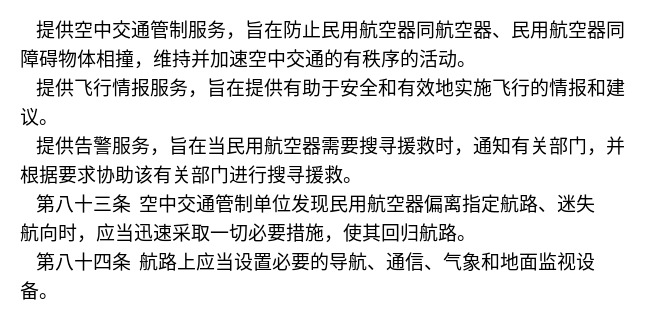 提供空中交通管制服务，旨在防止民用航空器同航空器、民用航空器同
障碍物体相撞，维持并加速空中交通的有秩序的活动。
提供飞行情报服务，旨在提供有助于安全和有效地实施飞行的情报和建
议。
提供告警服务，旨在当民用航空器需要搜寻援救时，通知有关部门，并
根据要求协助该有关部门进行搜寻援救。
第八十三条 空中交通管制单位发现民用航空器偏离指定航路、迷失
航向时，应当迅速采取一切必要措施，使其回归航路。
第八十四条 航路上应当设置必要的导航、通信、气象和地面监视设
备。